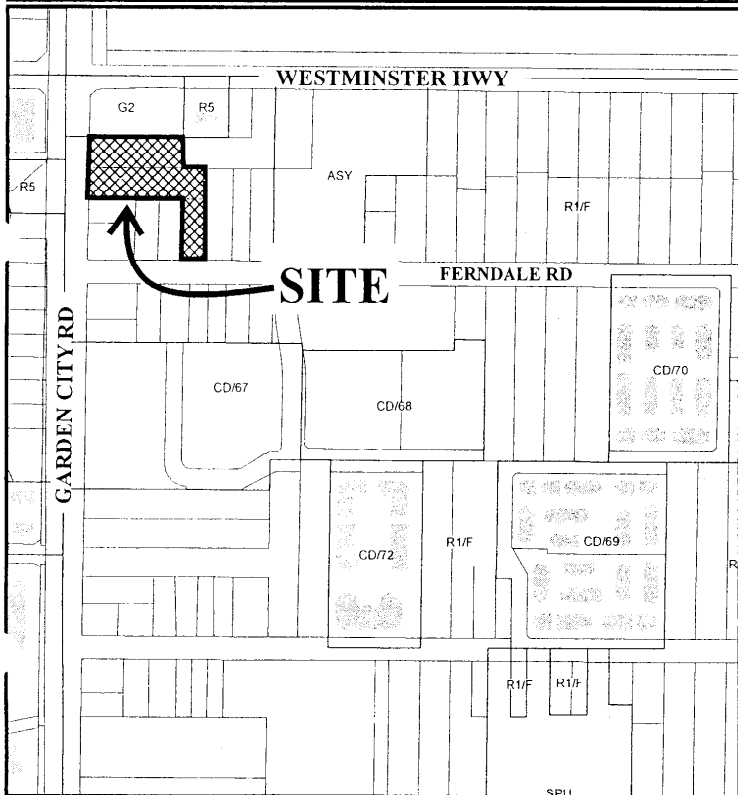 WESTMINSTER HWY
G2
R5
ASY
R5
R1/F
SITE
FERNDALE RD
GARDEN CITY RD
CD/67
CD/68
CD/70
CD/72
R1/F
CD/69
R
R1/F
R1/F